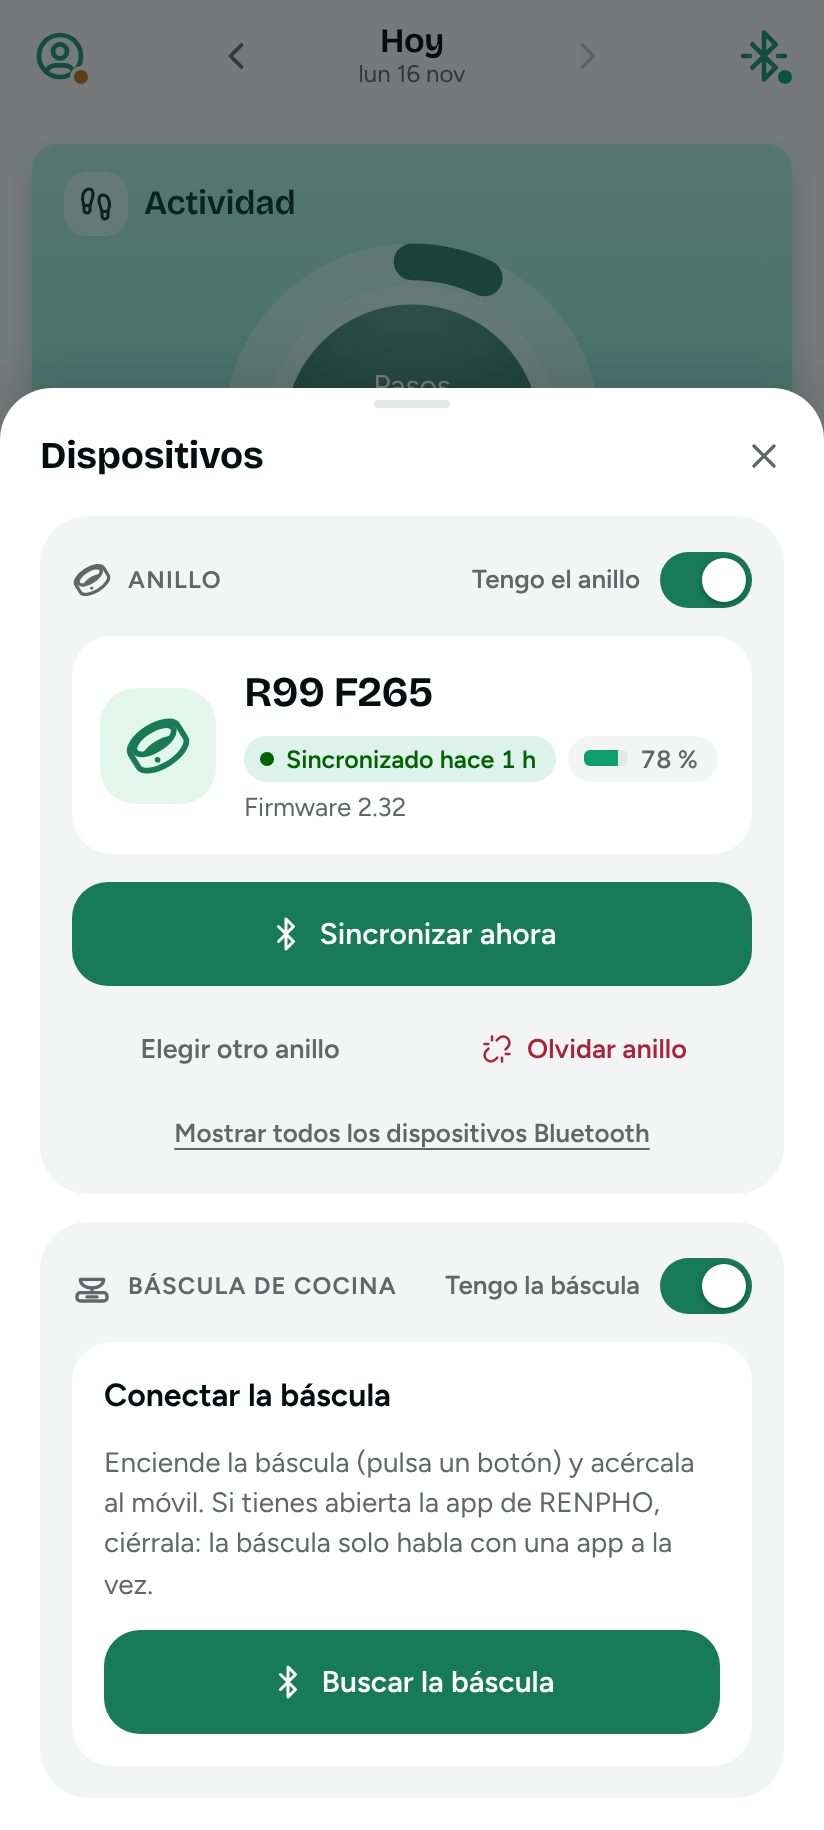 Hoy
lun 16 nov
Actividad
Pasos
Dispositivos
ANILLO
Tengo el anillo
R99 F265
Sincronizado hace 1 h
78 %
Firmware 2.32
Sincronizar ahora
Elegir otro anillo
Olvidar anillo
Mostrar todos los dispositivos Bluetooth
BÁSCULA DE COCINA
Tengo la báscula
Conectar la báscula
Enciende la báscula (pulsa un botón) y acércala
al móvil. Si tienes abierta la app de RENPHO,
ciérrala: la báscula solo habla con una app a la
vez.
Buscar la báscula